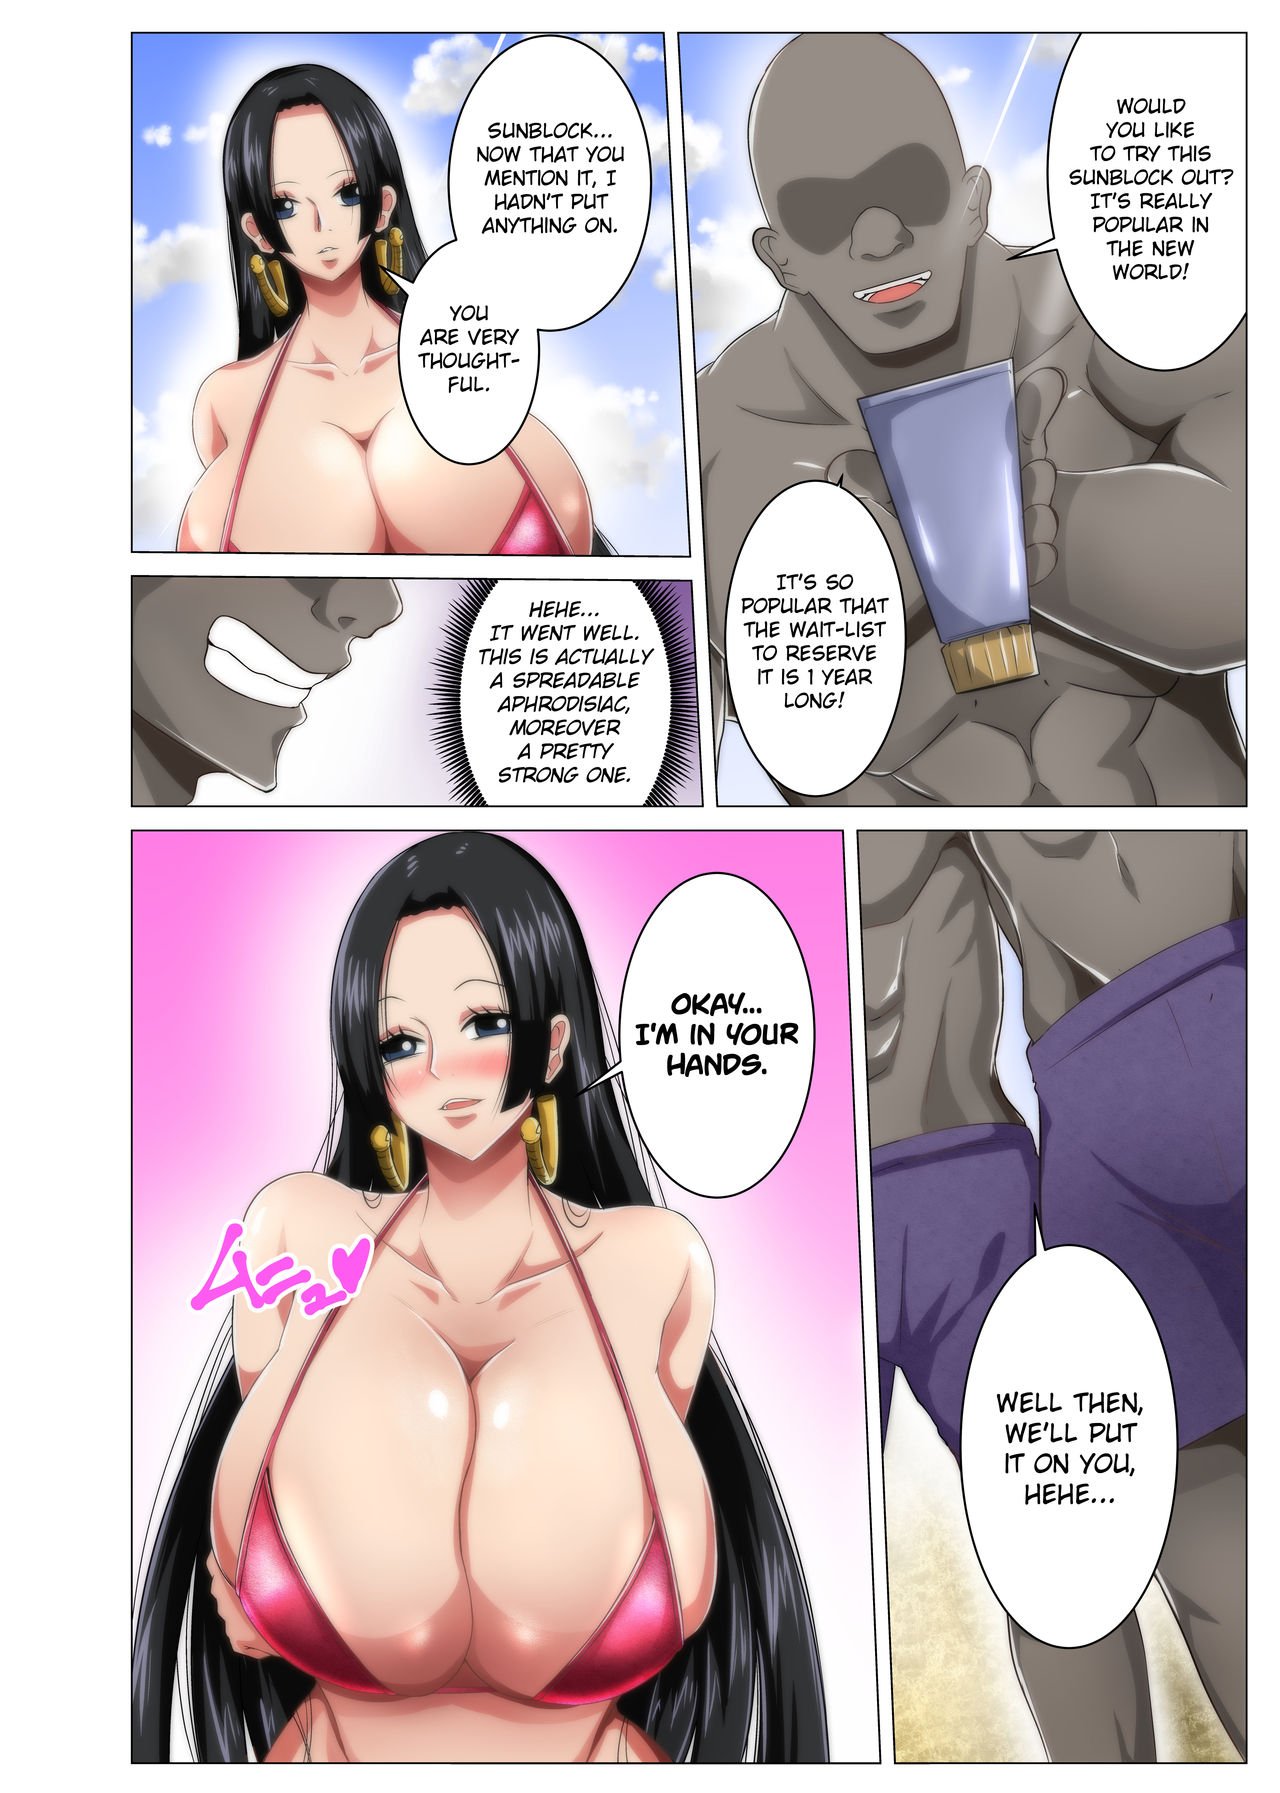 WOULD
YOU LIKE
TO TRY THIS
SUNBLOCK OUT?
IT'S REALLY
POPULAR IN
THE NEW
WORLD!
IT'S SO
POPULAR THAT
THE WAIT-LIST
TO RESERVE
IT IS 1 YEAR
LONG!
SUNBLOCK...
NOW THAT YOU
MENTION IT, I
HADN'T PUT
ANYTHING ON.
YOU
ARE VERY
THOUGHT-
FUL.
HEHE...
IT WENT WELL.
THIS IS ACTUALLY
A SPREADABLE
APHRODISIAC,
MOREOVER
A PRETTY
STRONG ONE.
WELL THEN,
WE'LL PUT
IT ON YOU,
HEHE...
OKAY...
I'M IN YOUR
HANDS.
ムニュ♥